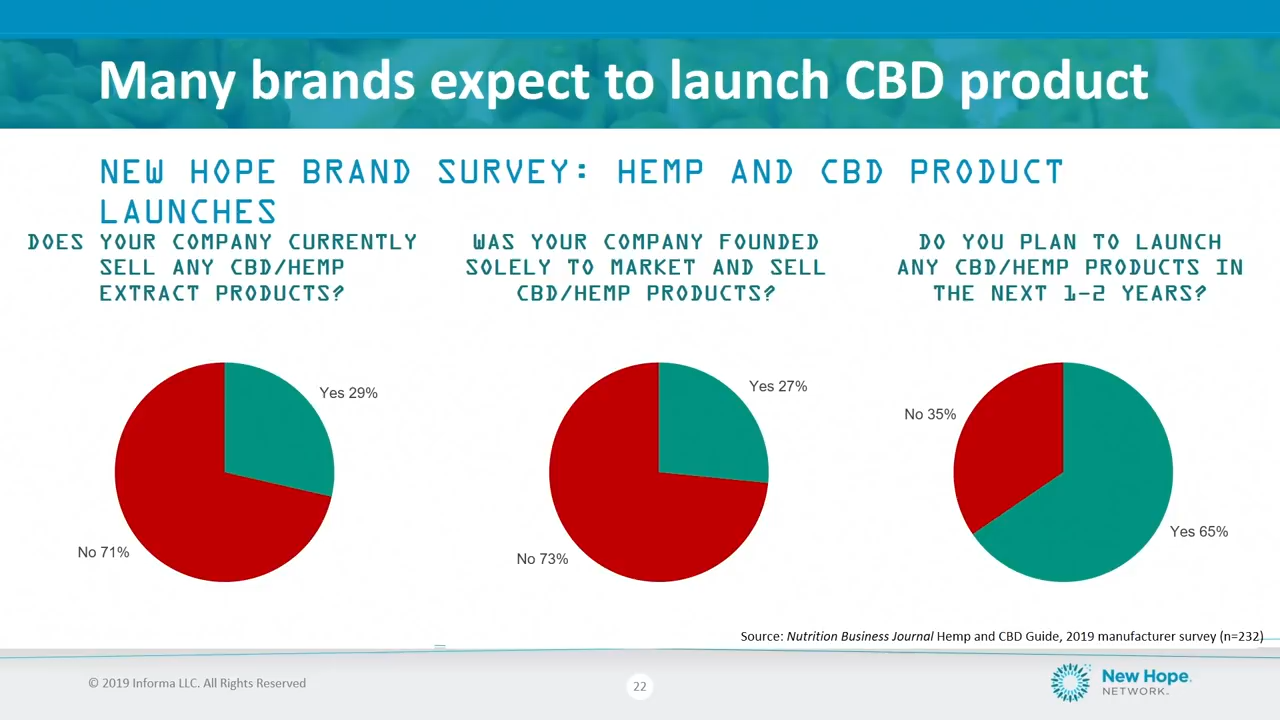 Many brands expect to launch CBD product
NEW HOPE BRAND SURVEY: HEMP AND CBD PRODUCT
LAUNCHES
DOES YOUR COMPANY CURRENTLY
SELL ANY CBD/HEMP
EXTRACT PRODUCTS?
Yes 29%
No 71%
WAS YOUR COMPANY FOUNDED
SOLELY TO MARKET AND SELL
CBD/HEMP PRODUCTS?
Yes 27%
No 73%
DO YOU PLAN TO LAUNCH
ANY CBD/HEMP PRODUCTS IN
THE NEXT 1-2 YEARS?
No 35%
Yes 65%
Source: Nutrition Business Journal Hemp and CBD Guide, 2019 manufacturer survey (n=232)
© 2019 Informa LLC. All Rights Reserved
22
New Hope.
NETWORK